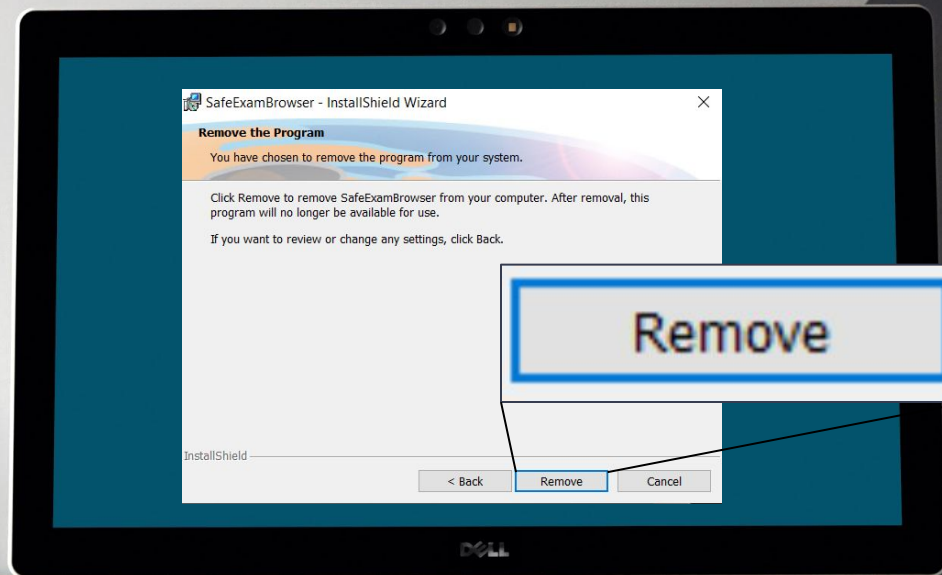 SafeExamBrowser - InstallShield Wizard
Remove the Program
You have chosen to remove the program from your system.
Click Remove to remove SafeExamBrowser from your computer. After removal, this
program will no longer be available for use.
If you want to review or change any settings, click Back.
Remove
InstallShield
< Back
Remove
Cancel
DELL